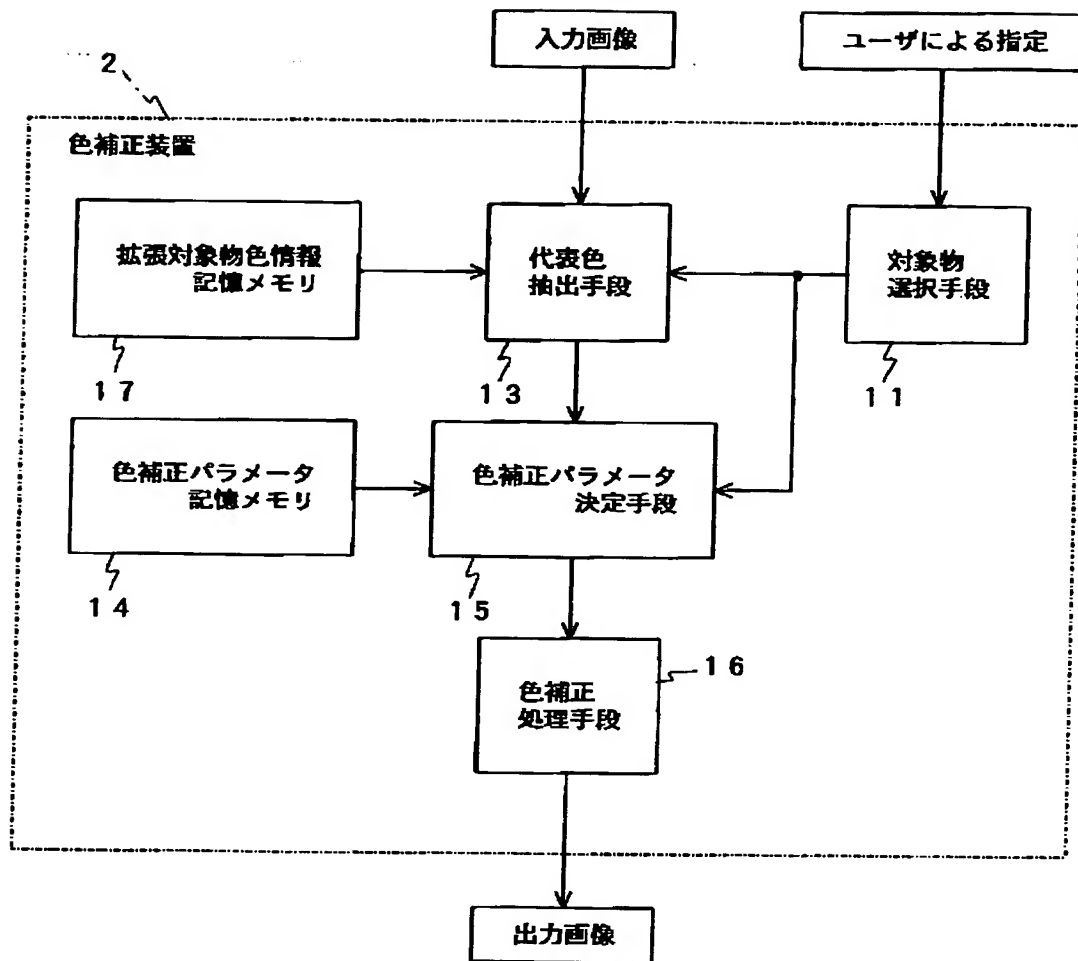 入力画像
ユーザによる指定
2
色補正装置
拡張対象物色情報
記憶メモリ
代表色
抽出手段
対象物
選択手段
17
13
11
色補正パラメータ
記憶メモリ
色補正パラメータ
決定手段
14
15
色補正
処理手段
16
出力画像